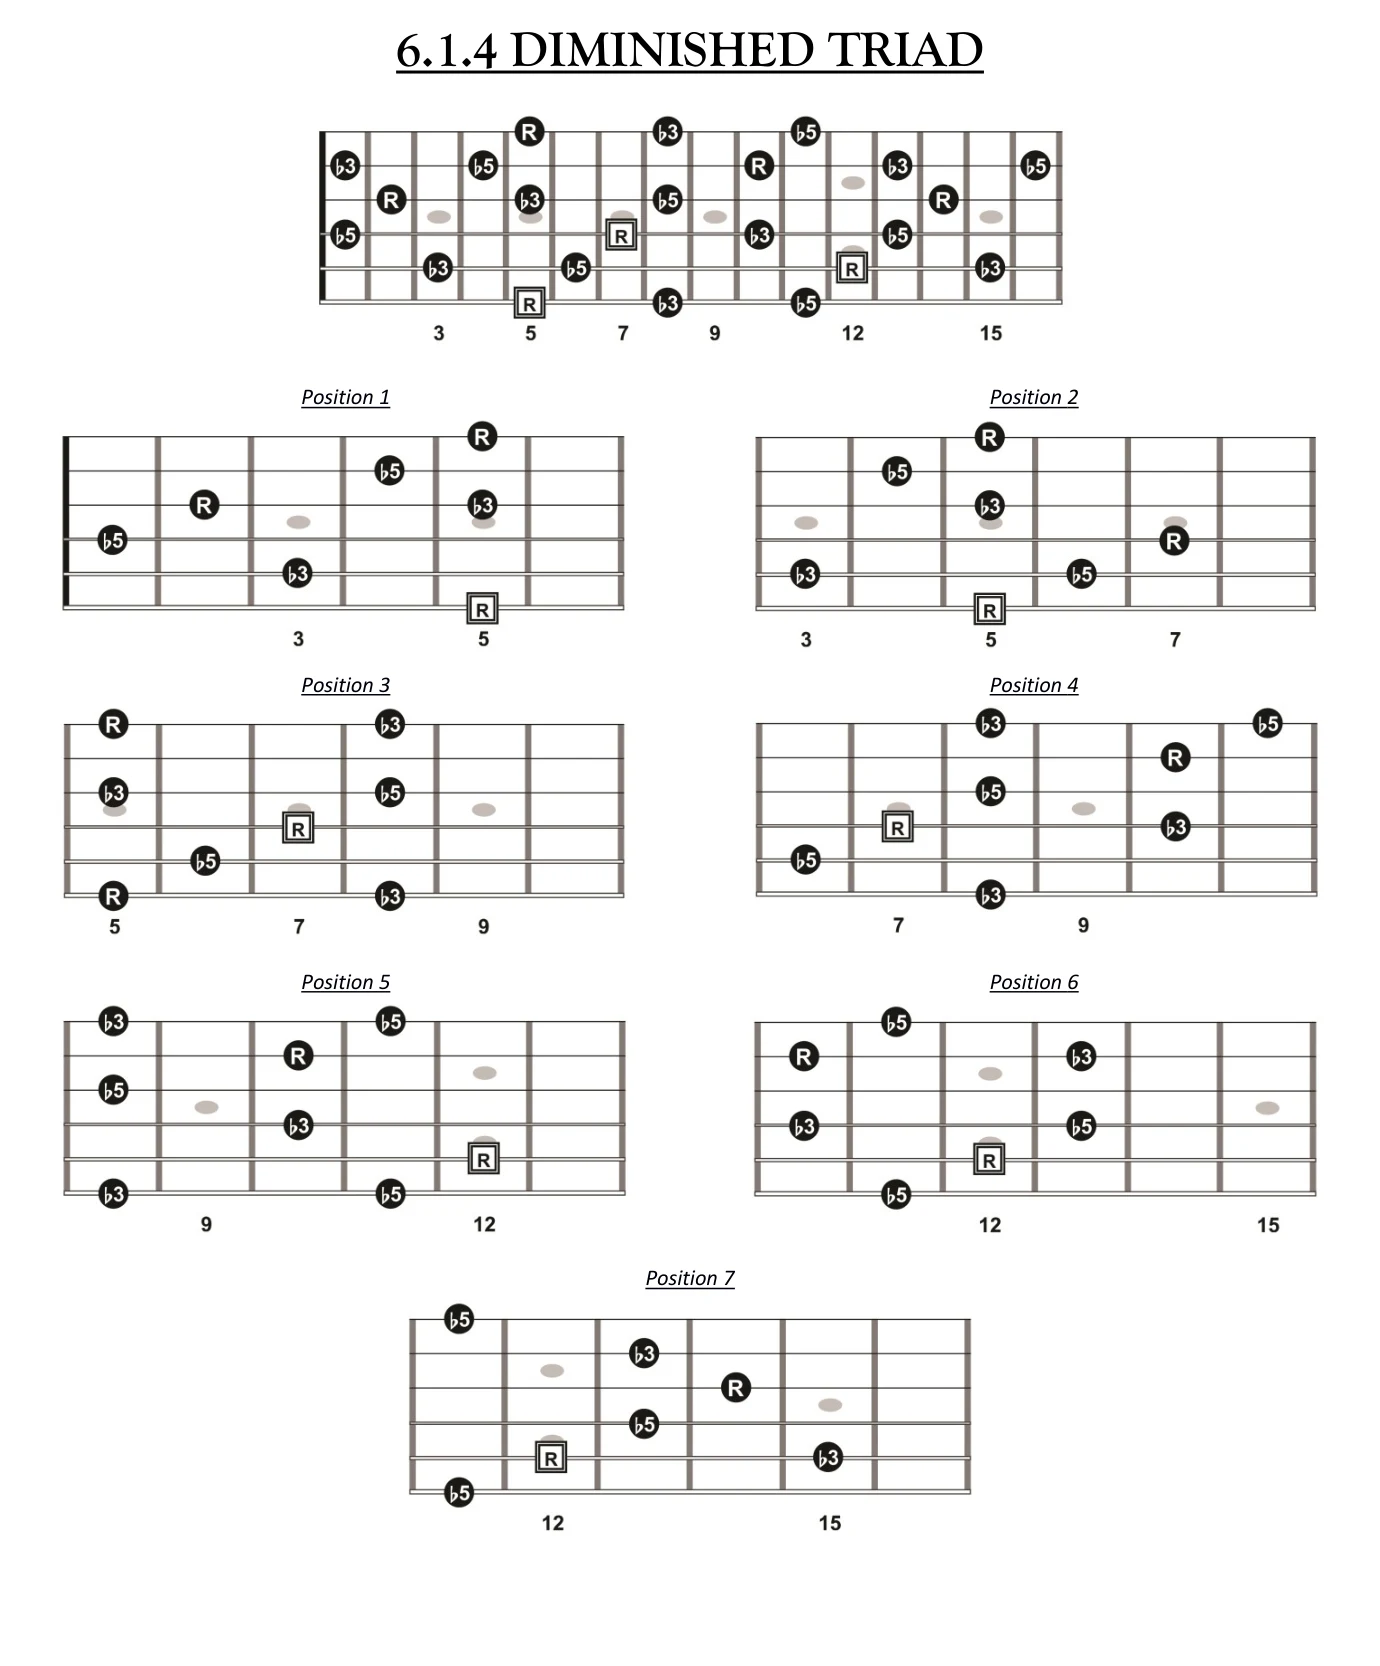 6.1.4 DIMINISHED TRIAD
R ♭3 ♭5
♭3 ♭5 R ♭3 ♭5
R ♭3 ♭5 R
♭5 R ♭3 ♭5
♭3 ♭5 R ♭3
R ♭3 ♭5
3 5 7 9 12 15
Position 1
R
♭5
R ♭3
♭5
♭3
R
3 5
Position 2
R
♭5
♭3
R
♭3 ♭5
R
3 5 7
Position 3
R ♭3
♭3 ♭5
R
♭5
R ♭3
5 7 9
Position 4
♭3 ♭5
R
♭5
R ♭3
♭5
♭3
7 9
Position 5
♭3 ♭5
R
♭5
♭3
R
♭3 ♭5
9 12
Position 6
♭5
R ♭3
♭3 ♭5
R
♭5
12 15
Position 7
♭5
♭3
R
♭5
R ♭3
♭5
12 15